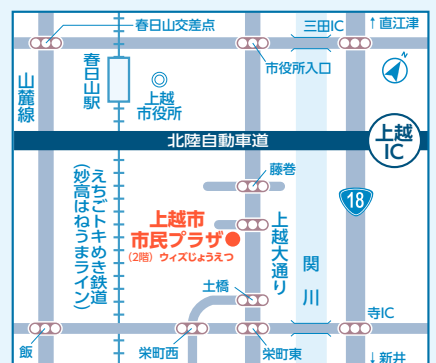 春日山交差点
三田IC
↑直江津
N
山麓線
春日山駅
上越
市役所
市役所入口
北陸自動車道
上越
IC
藤巻
18
えちごトキめき鉄道
(妙高はねうまライン)
上越市
市民プラザ
(2階) ウィズじょうえつ
上越大通り
関川
土橋
寺IC
飯
栄町西
栄町東
↓新井